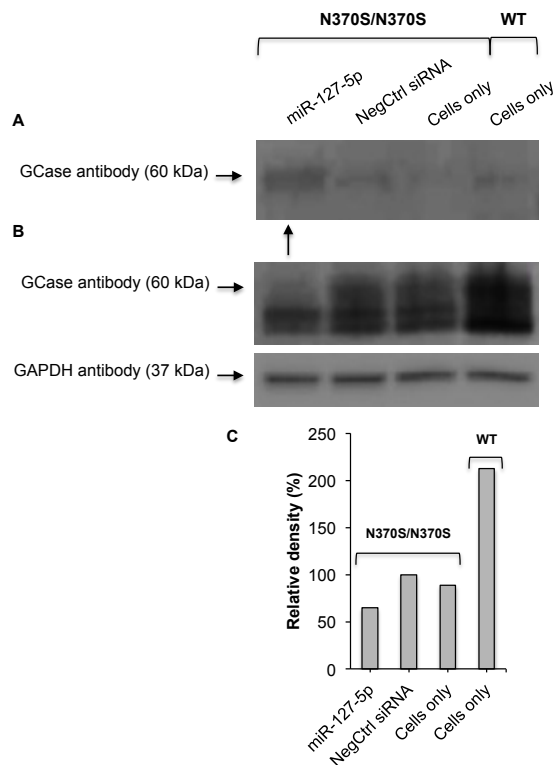 N370S/N370S WT
miR-127-5p NegCtrl siRNA Cells only Cells only
A
GCase antibody (60 kDa)
B
GCase antibody (60 kDa)
GAPDH antibody (37 kDa)
C
Relative density (%)
250
200
150
100
50
0
WT
N370S/N370S
miR-127-5p NegCtrl siRNA Cells only Cells only